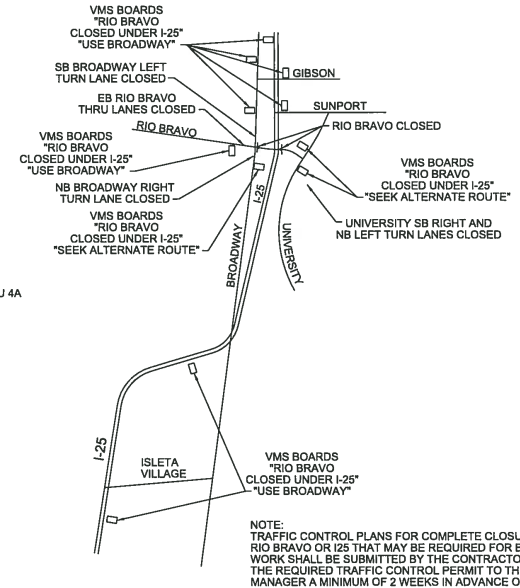 VMS BOARDS
"RIO BRAVO
CLOSED UNDER I-25"
"USE BROADWAY"
GIBSON
SB BROADWAY LEFT
TURN LANE CLOSED
SUNPORT
EB RIO BRAVO
THRU LANES CLOSED
RIO BRAVO
RIO BRAVO CLOSED
VMS BOARDS
"RIO BRAVO
CLOSED UNDER I-25"
"USE BROADWAY"
VMS BOARDS
"RIO BRAVO
CLOSED UNDER I-25"
"SEEK ALTERNATE ROUTE"
NB BROADWAY RIGHT
TURN LANE CLOSED
I-25
VMS BOARDS
"RIO BRAVO
CLOSED UNDER I-25"
"SEEK ALTERNATE ROUTE"
UNIVERSITY SB RIGHT AND
NB LEFT TURN LANES CLOSED
BROADWAY
UNIVERSITY
U 4A
I-25
ISLETA
VILLAGE
VMS BOARDS
"RIO BRAVO
CLOSED UNDER I-25"
"USE BROADWAY"
NOTE:
TRAFFIC CONTROL PLANS FOR COMPLETE CLOSU
RIO BRAVO OR I25 THAT MAY BE REQUIRED FOR
WORK SHALL BE SUBMITTED BY THE CONTRACTO
THE REQUIRED TRAFFIC CONTROL PERMIT TO TH
MANAGER A MINIMUM OF 2 WEEKS IN ADVANCE O